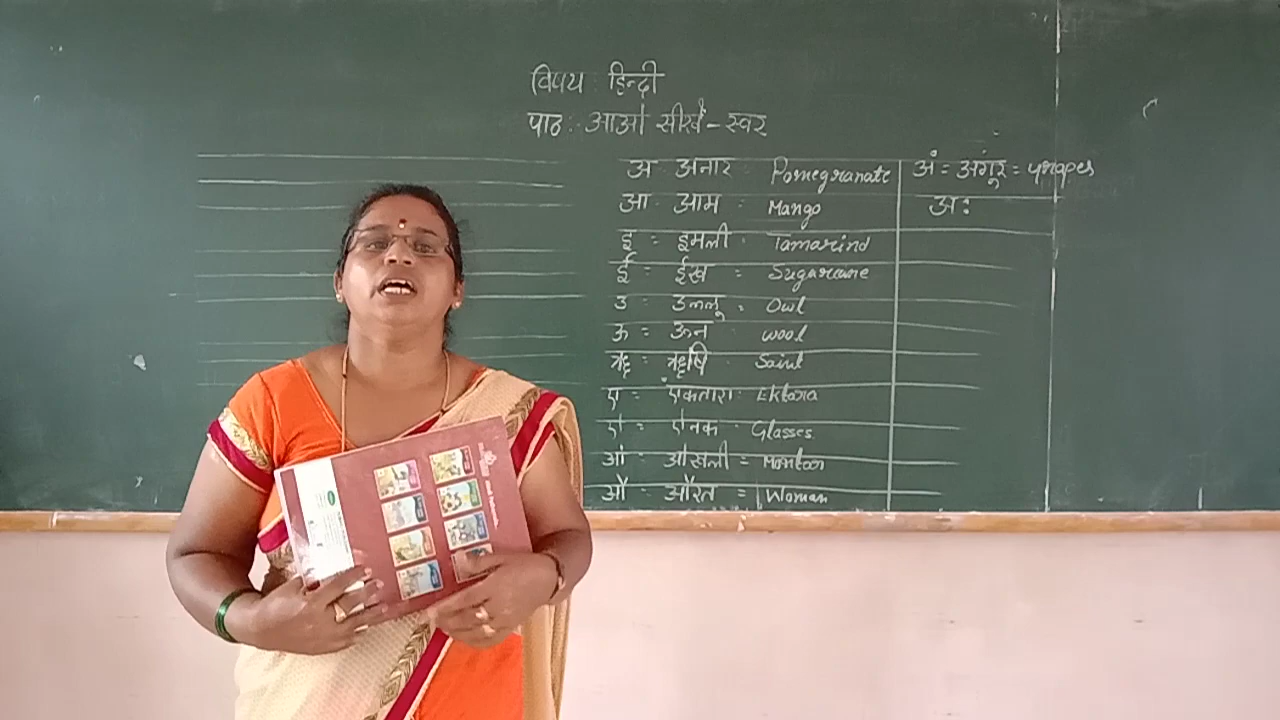 विषय : हिन्दी
पाठ :- आओ सीखें - स्वर
अ अनार : Pomegranate
आ आम : Mango
इ = इमली : Tamarind
ई = ईख = Sugarcane
उ = उल्लू = Owl
ऊ = ऊन wool
ऋ = ऋषि Saint
ए = एकतारा : Ektara
ऐ = ऐनक Glasses
ओ ओखली =
औ औरत = Woman
अं = अंगूर = grapes
अः